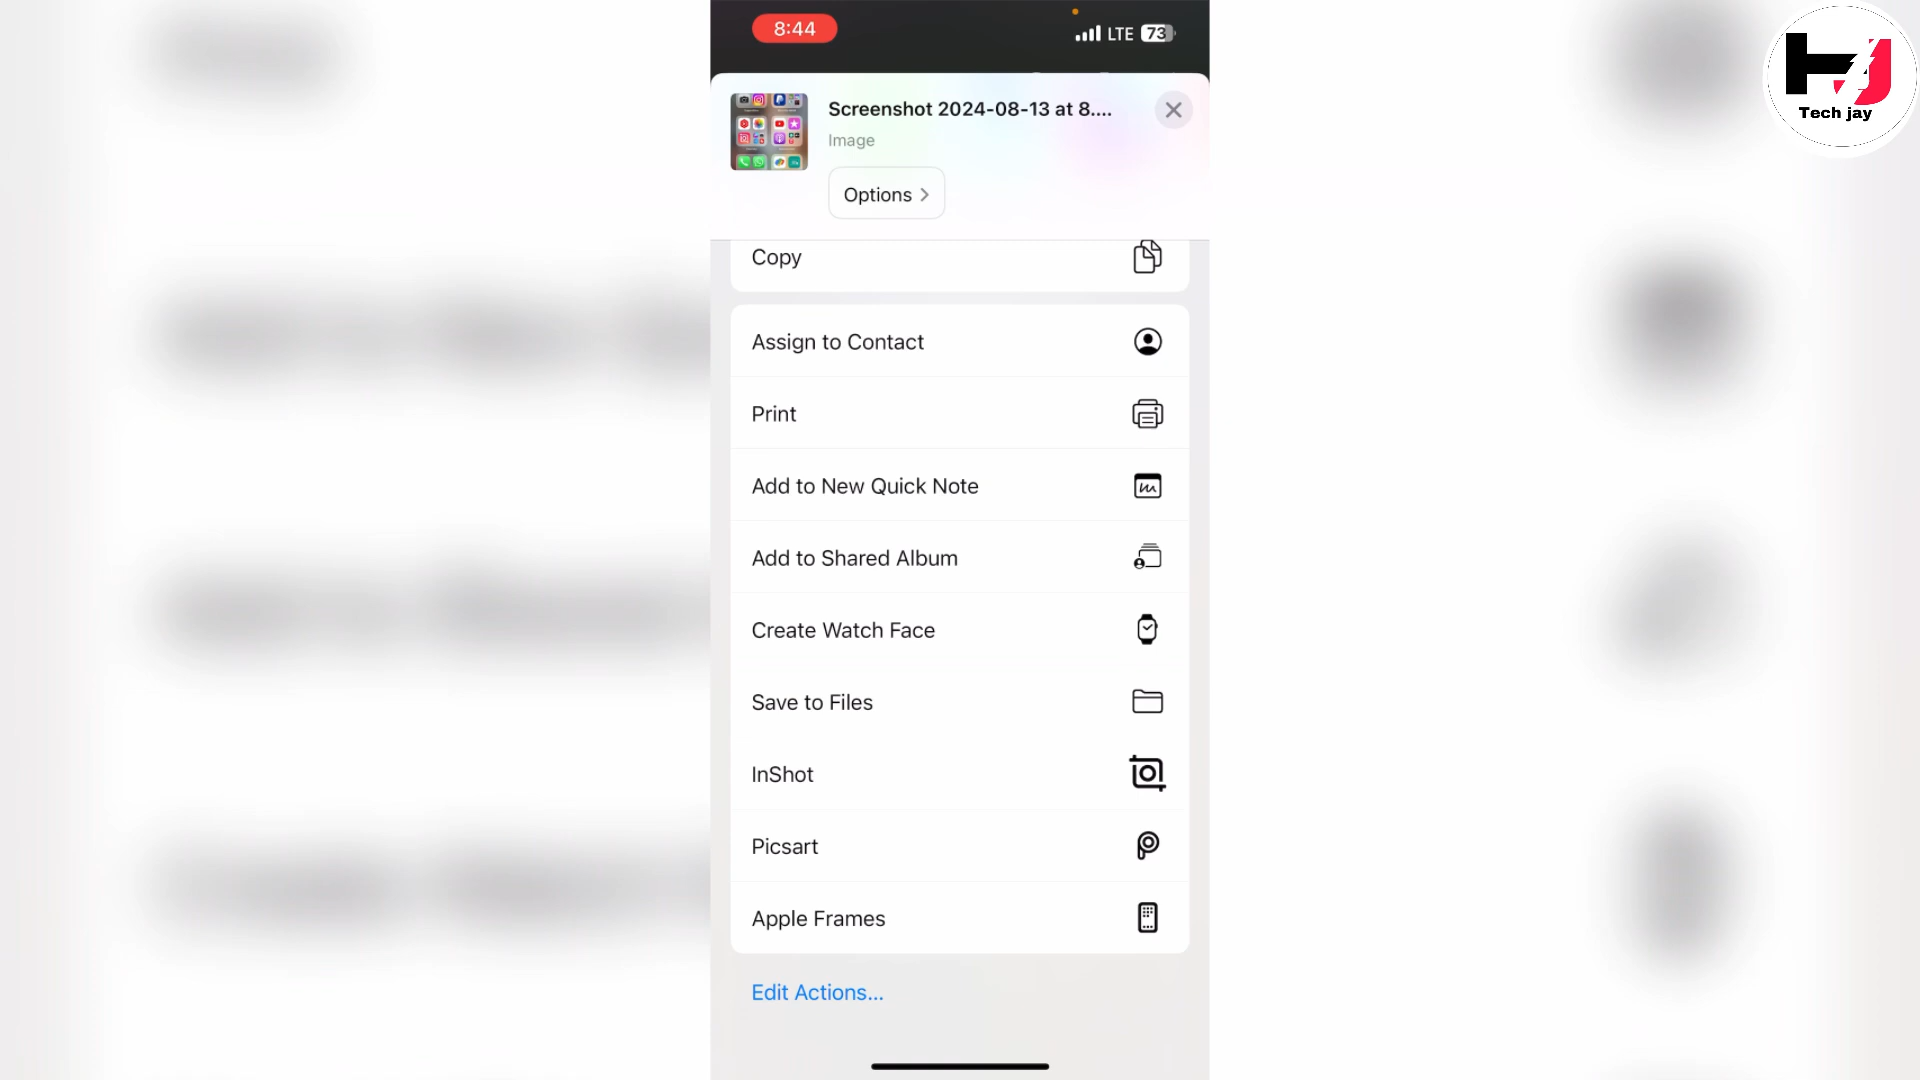 8:44
LTE 73
Screenshot 2024-08-13 at 8....
Image
Options
Copy
Assign to Contact
Print
Add to New Quick Note
Add to Shared Album
Create Watch Face
Save to Files
InShot
Picsart
Apple Frames
Edit Actions...
Tech jay